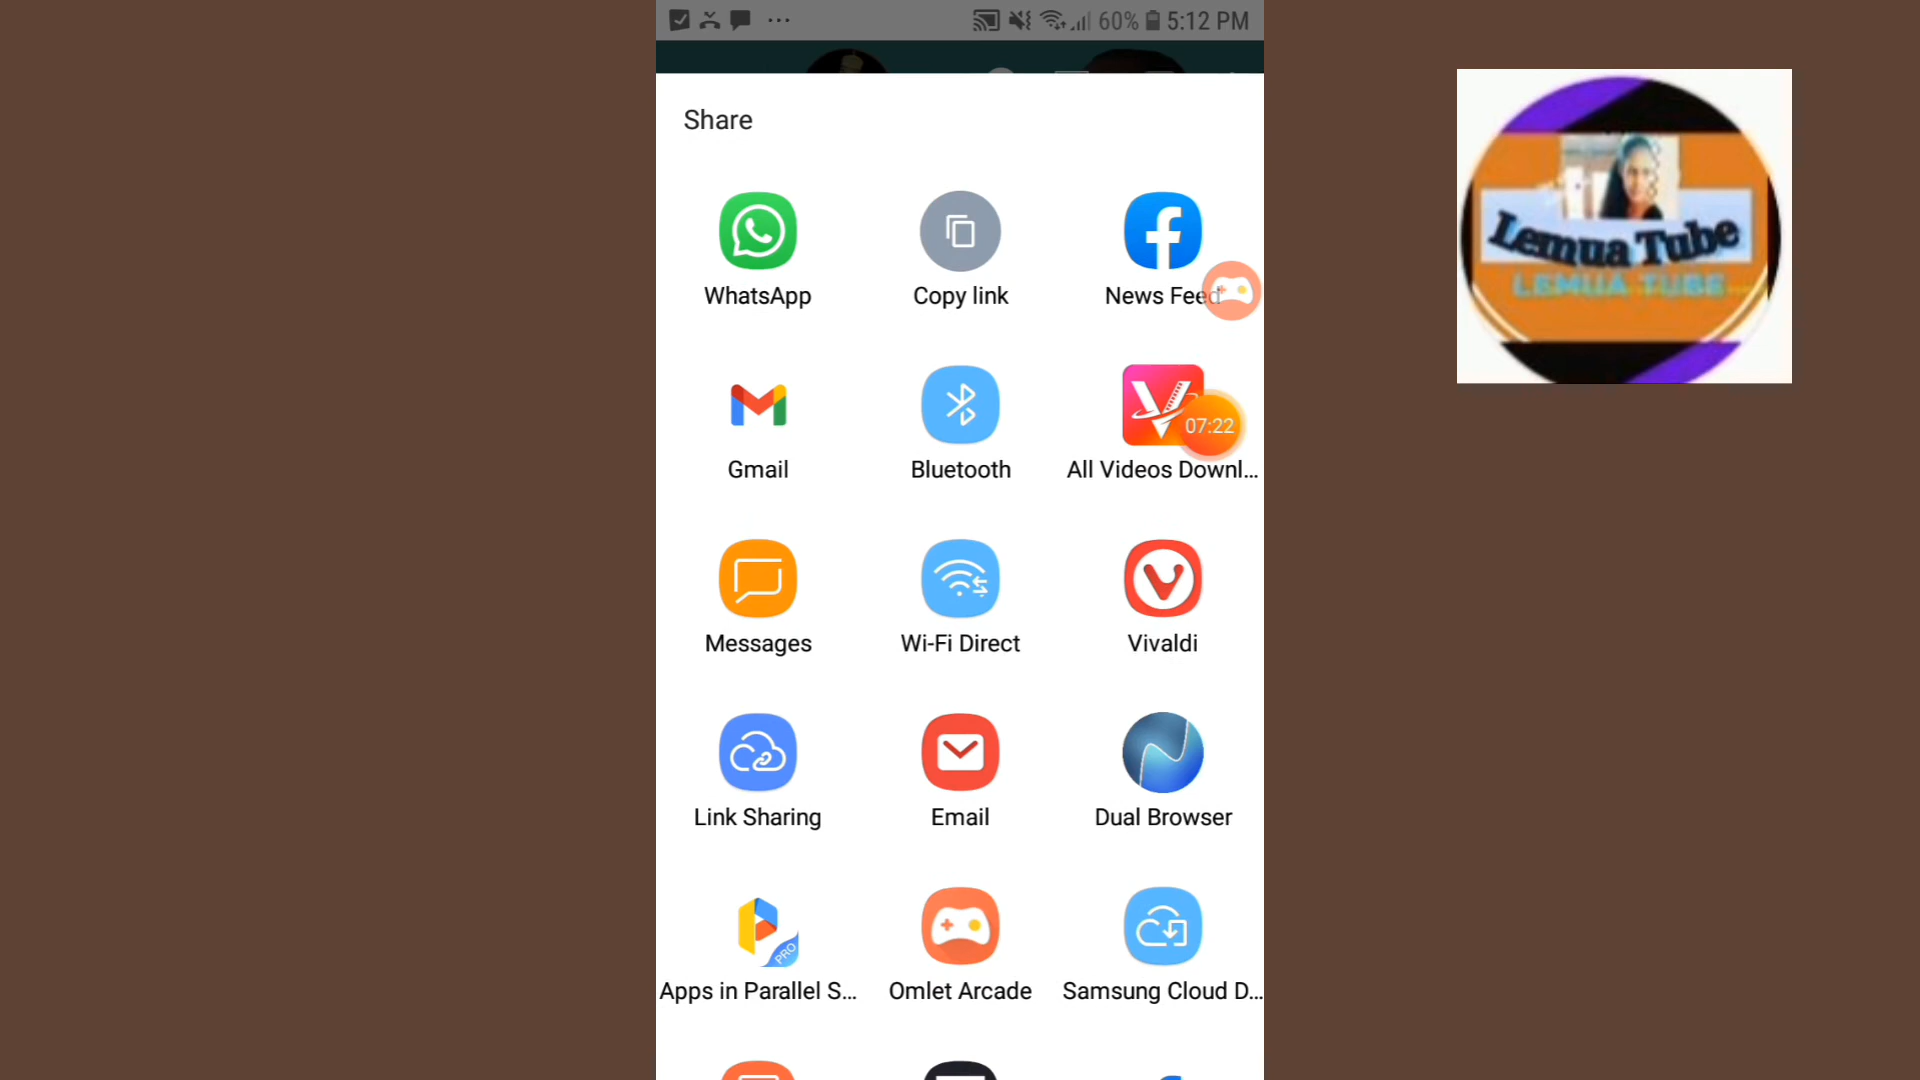 60% 5:12 PM
Share
WhatsApp
Copy link
News Feed
Gmail
Bluetooth
07:22
All Videos Downl...
Messages
Wi-Fi Direct
Vivaldi
Link Sharing
Email
Dual Browser
PRO
Apps in Parallel S...
Omlet Arcade
Samsung Cloud D...
Lemua Tube
LEMUA TUBE